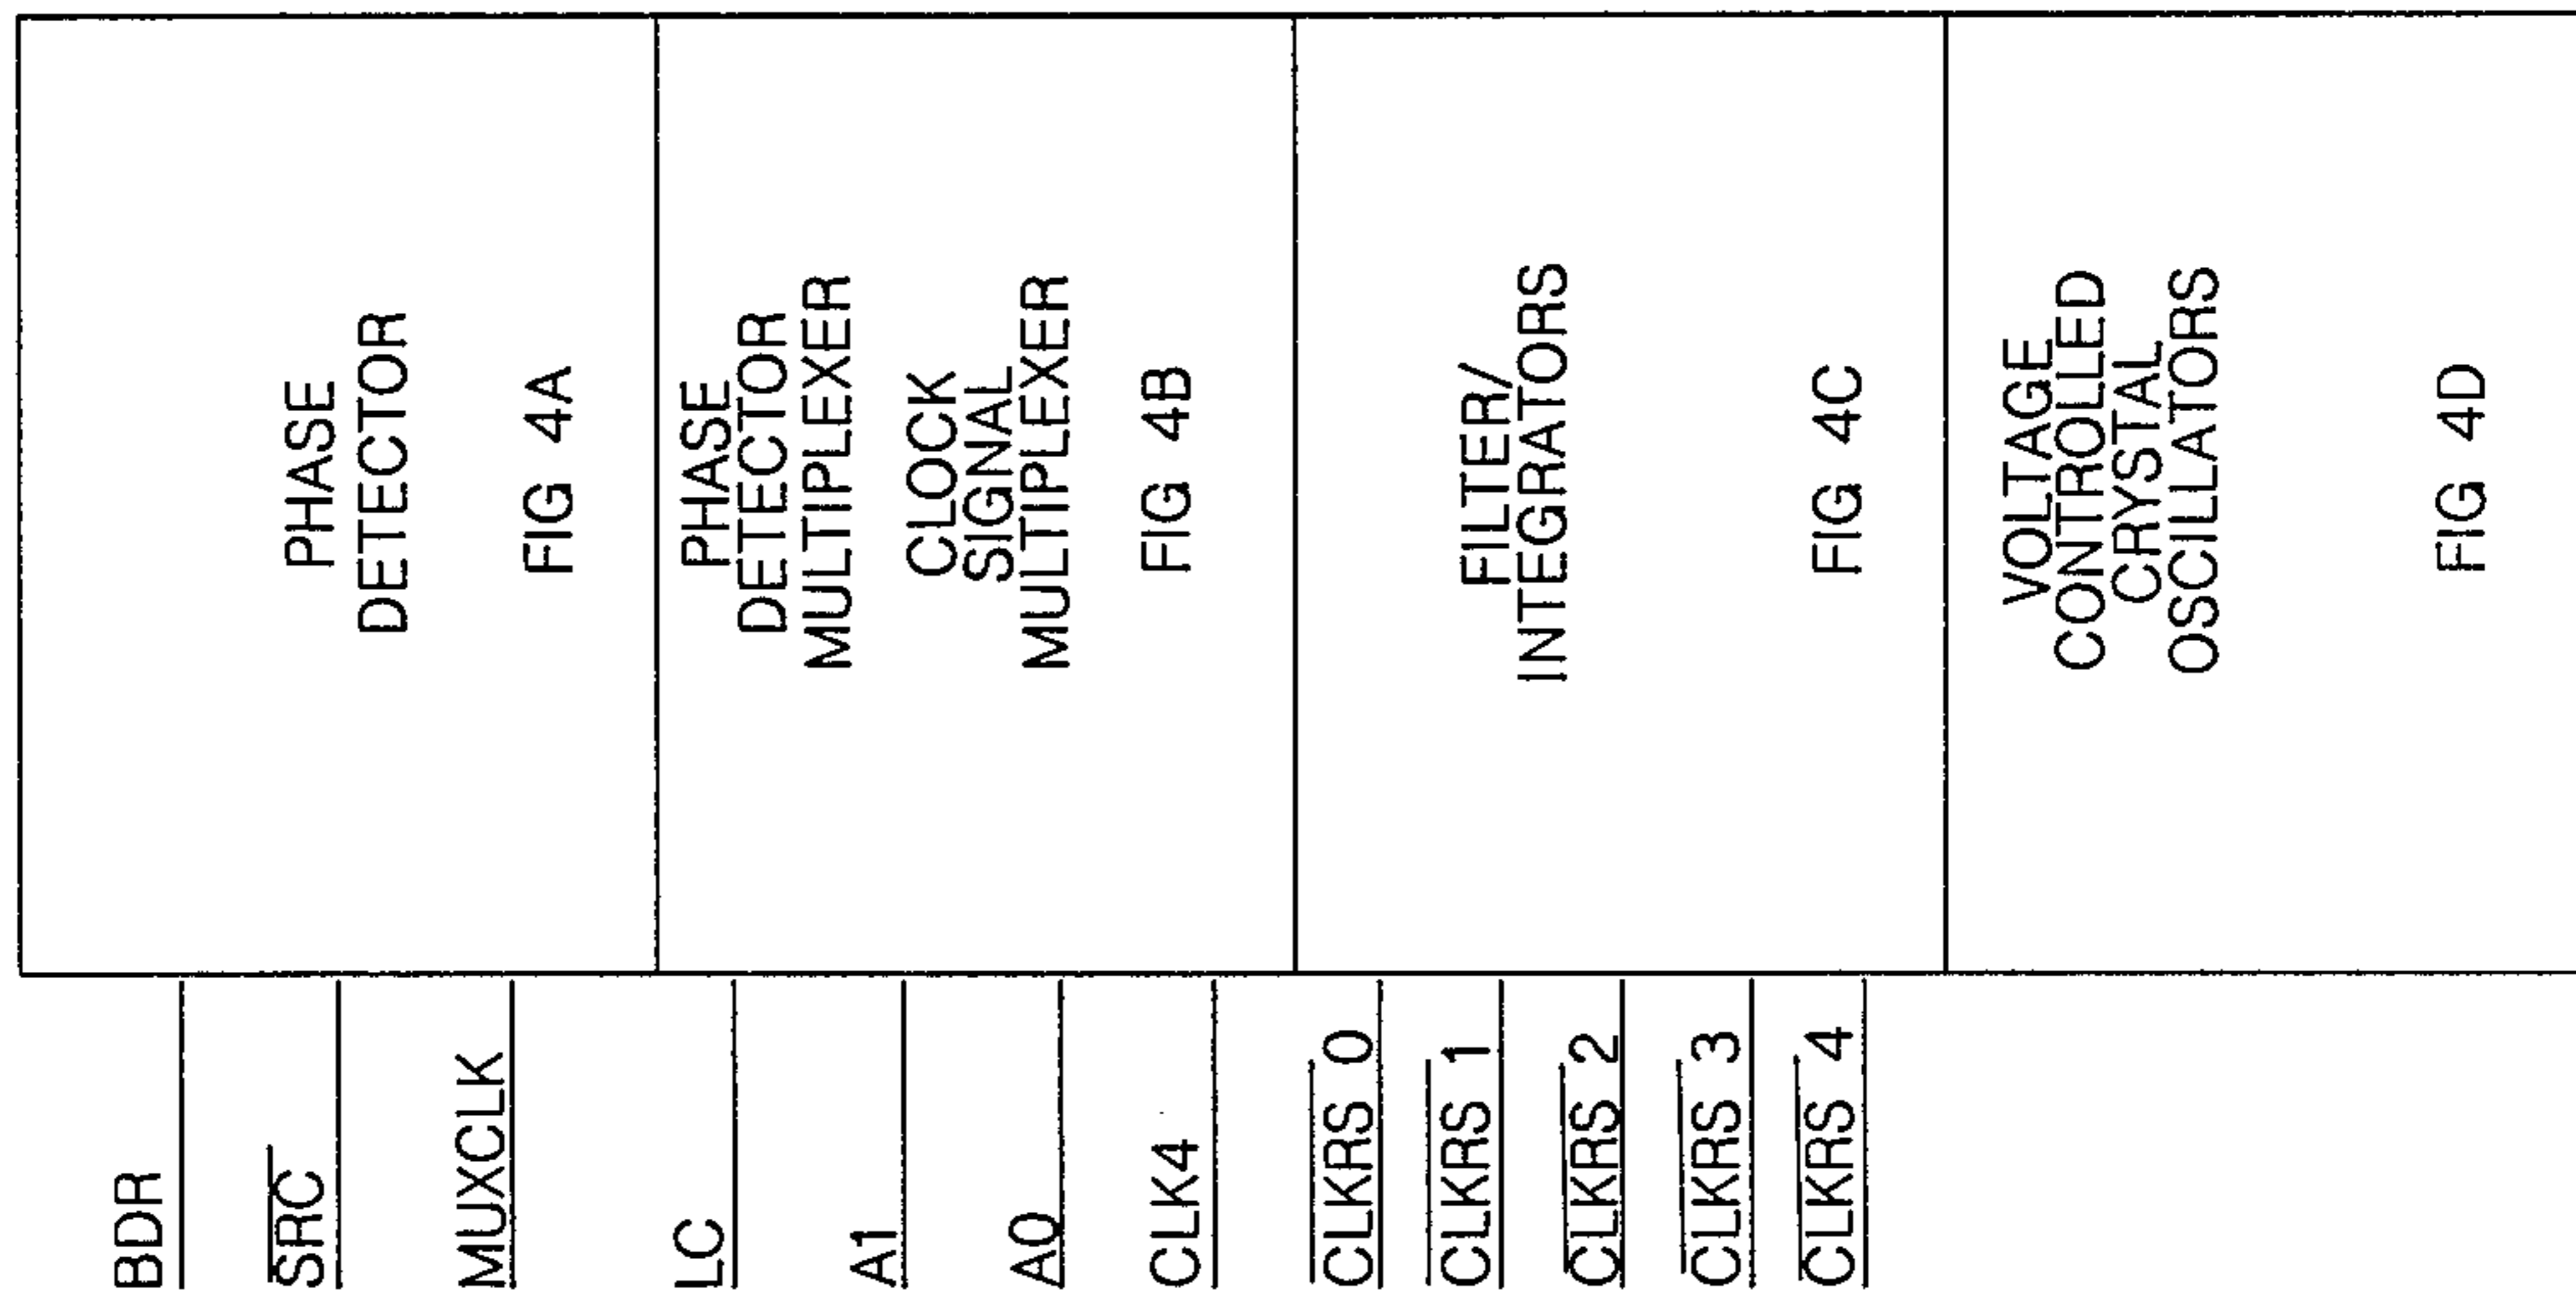 BDR
SRC
MUXCLK
LC
A1
A0
CLK4
CLKRS 0
CLKRS 1
CLKRS 2
CLKRS 3
CLKRS 4
PHASE
DETECTOR
FIG 4A
PHASE
DETECTOR
MULTIPLEXER
CLOCK
SIGNAL
MULTIPLEXER
FIG 4B
FILTER/
INTEGRATORS
FIG 4C
VOLTAGE
CONTROLLED
CRYSTAL
OSCILLATORS
FIG 4D